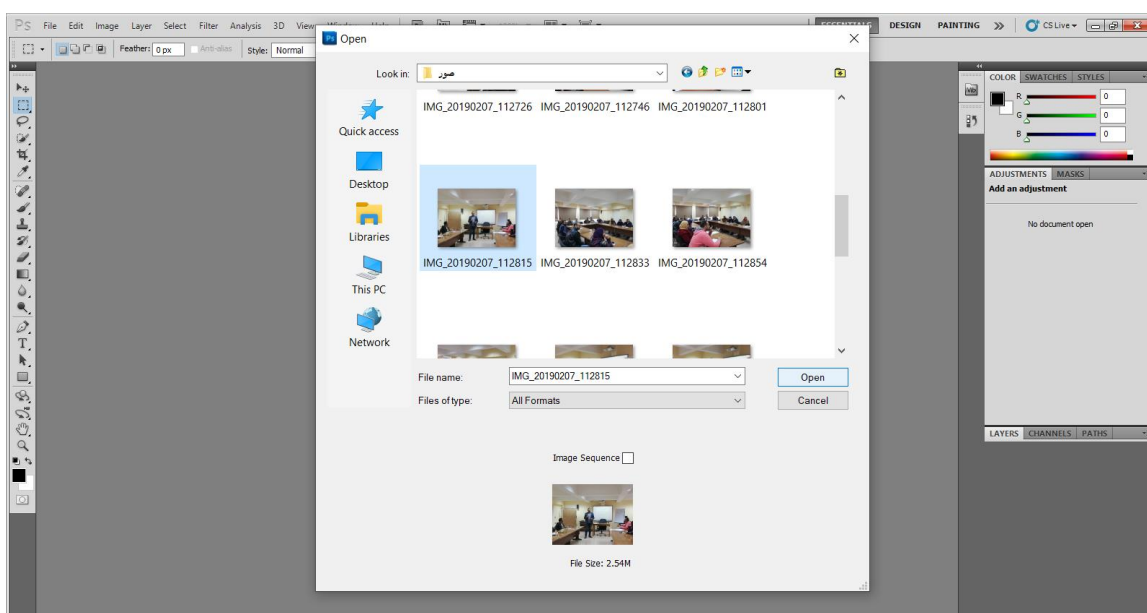 Ps File Edit Image Layer Select Filter Analysis 3D View
ESSENTIALS DESIGN PAINTING >> CS Live
Feather: 0 px Anti-alias Style: Normal
Open
Look in: صور
Quick access
Desktop
Libraries
This PC
Network
IMG_20190207_112726 IMG_20190207_112746 IMG_20190207_112801
IMG_20190207_112815 IMG_20190207_112833 IMG_20190207_112854
File name: IMG_20190207_112815 Open
Files of type: All Formats Cancel
Image Sequence
File Size: 2.54M
COLOR SWATCHES STYLES
R 0
G 0
B 0
ADJUSTMENTS MASKS
Add an adjustment
No document open
LAYERS CHANNELS PATHS